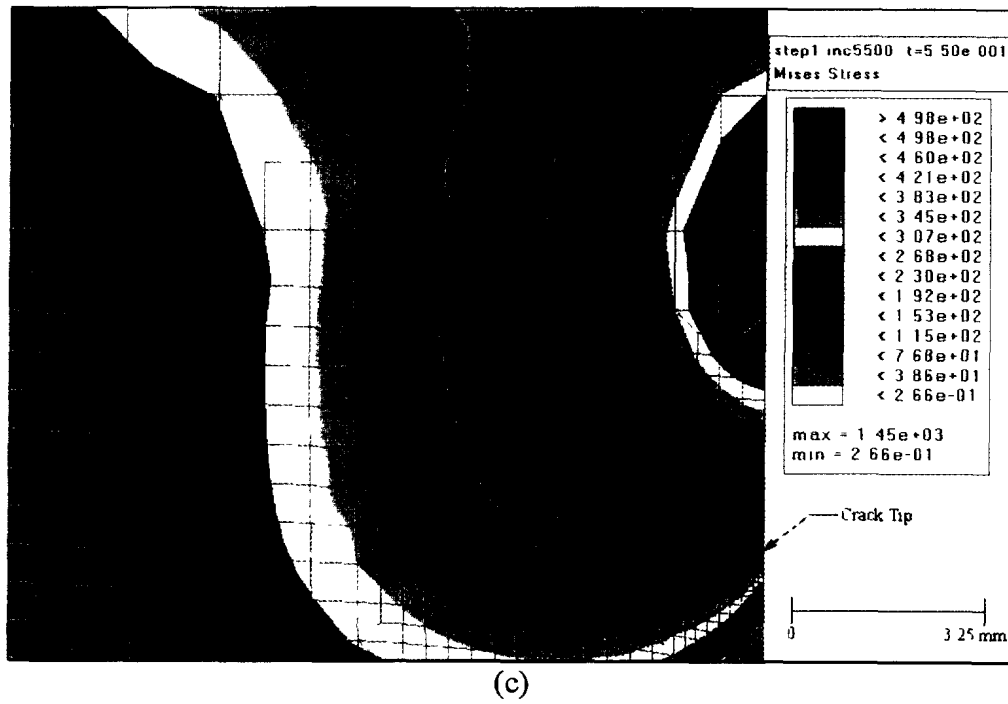 step1 inc5500 t=5 50e 001
Mises Stress
> 4 98e+02
< 4 98e+02
< 4 60e+02
< 4 21e+02
< 3 83e+02
< 3 45e+02
< 3 07e+02
< 2 68e+02
< 2 30e+02
< 1 92e+02
< 1 53e+02
< 1 15e+02
< 7 68e+01
< 3 86e+01
< 2 66e-01
max = 1 45e+03
min = 2 66e-01
Crack Tip
0 3 25 mm
(c)